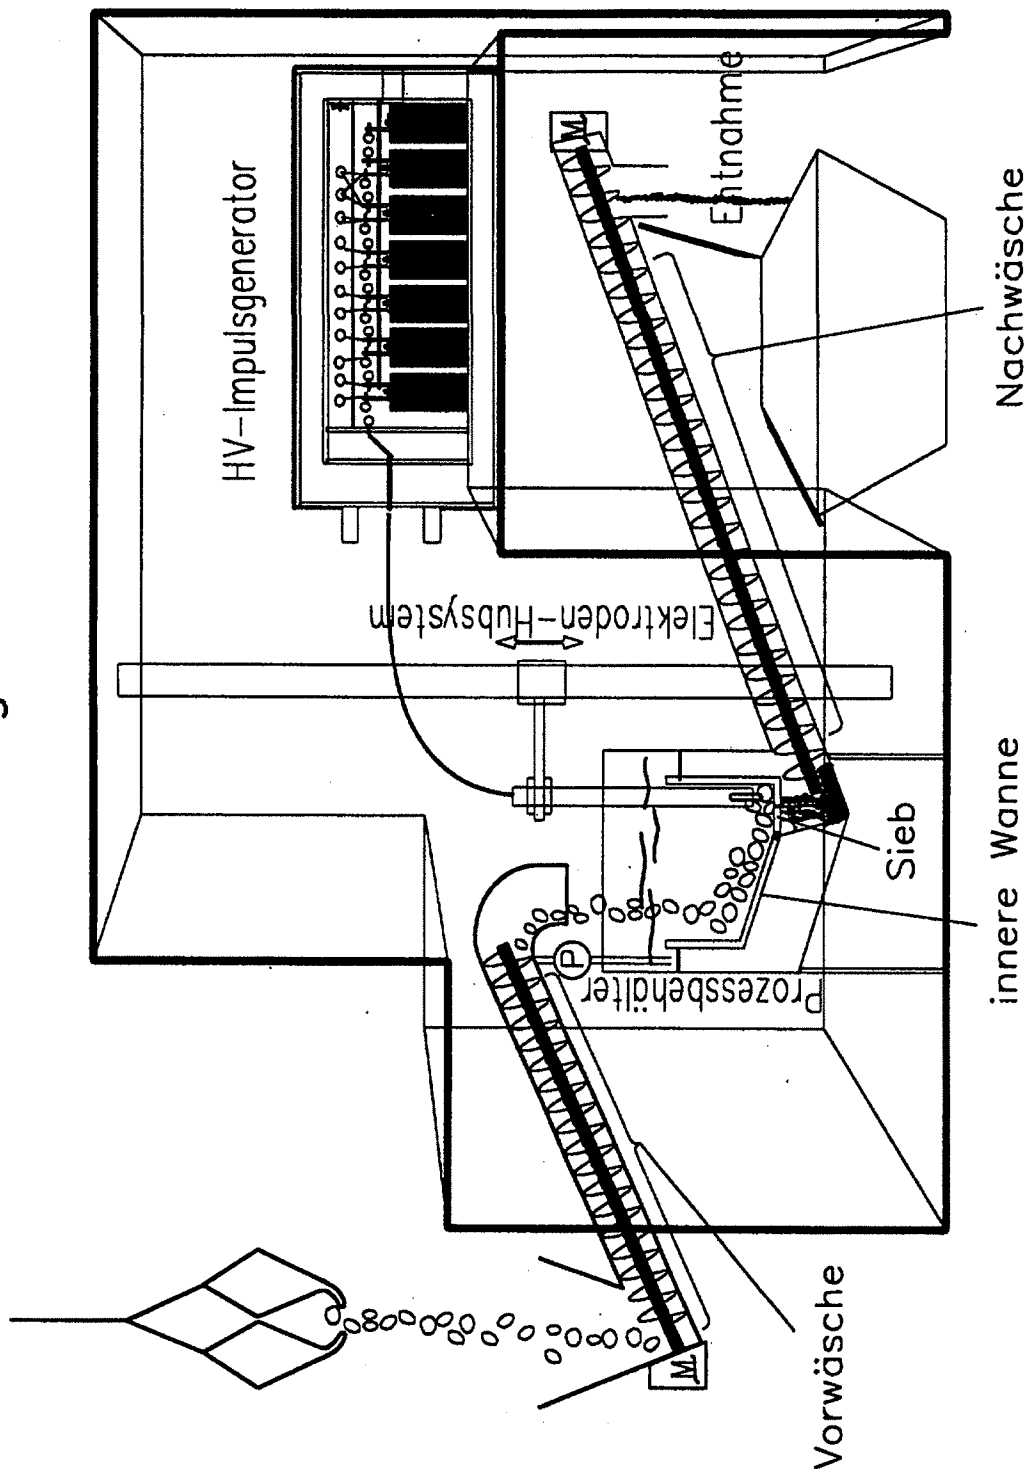 HV-Impulsgenerator
Elektroden-Hubsystem
M
P
Prozessbehälter
M
Entnahme
Vorwäsche
Sieb
innere Wanne
Nachwäsche